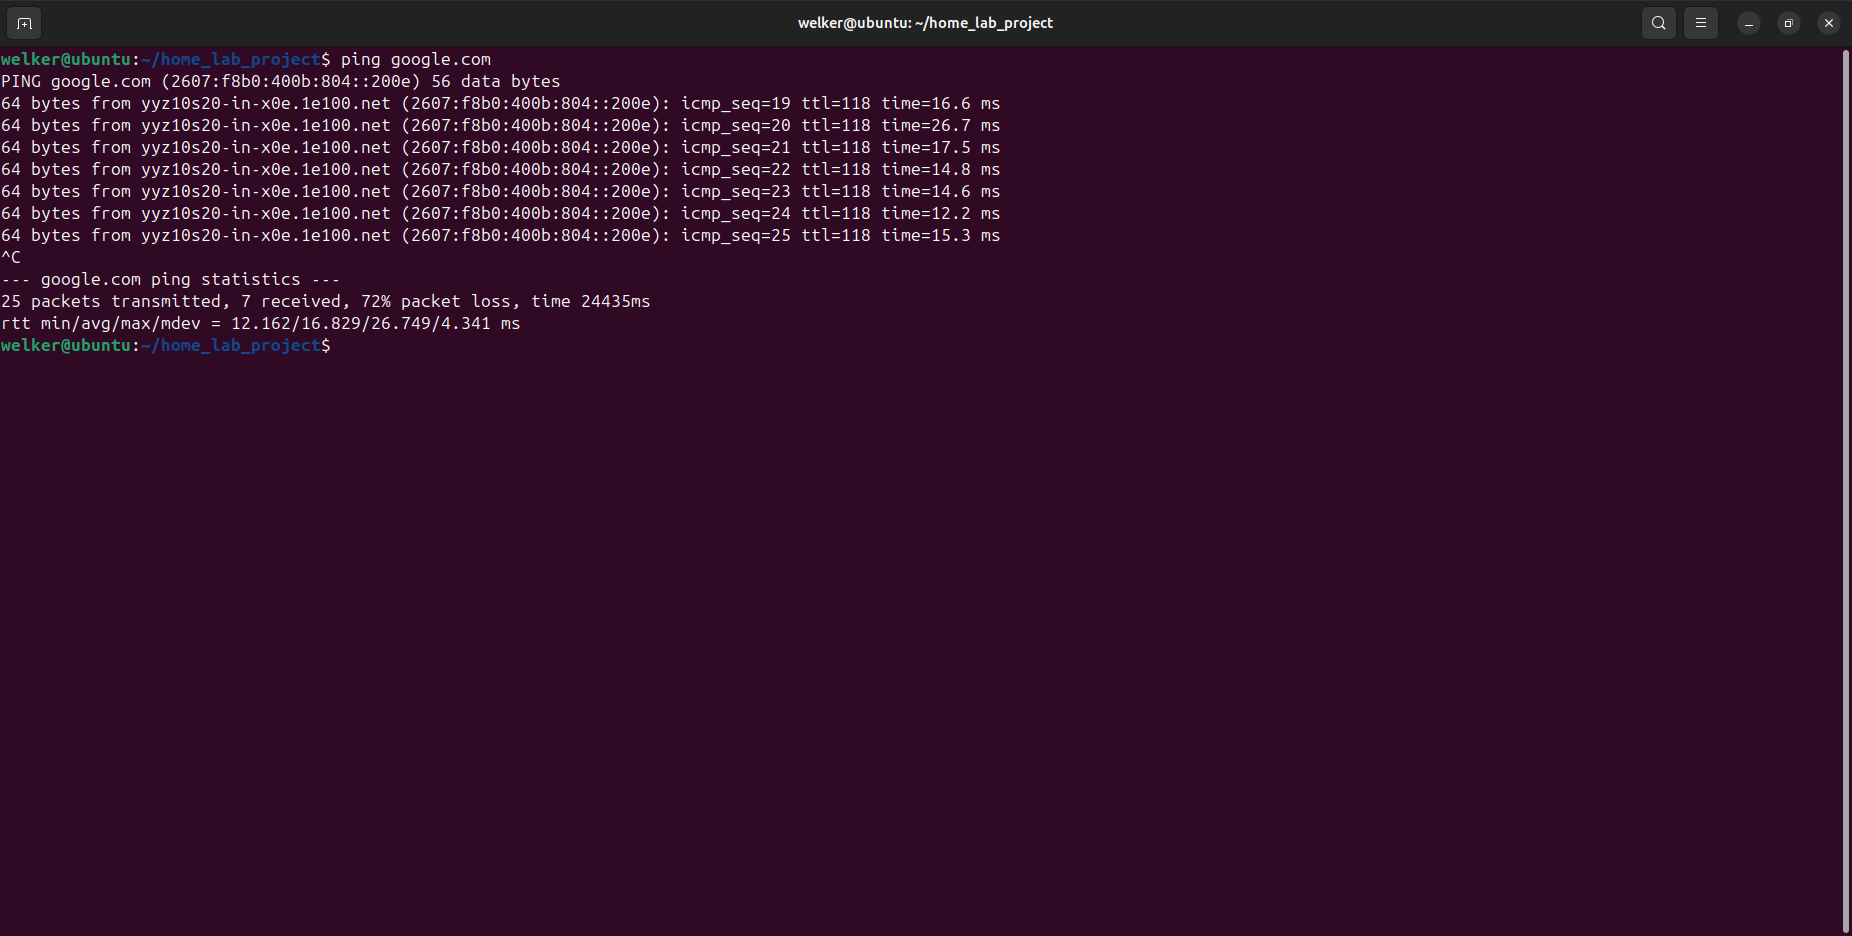 welker@ubuntu: ~/home_lab_project
welker@ubuntu:~/home_lab_project$ ping google.com
PING google.com (2607:f8b0:400b:804::200e) 56 data bytes
64 bytes from yyz10s20-in-x0e.1e100.net (2607:f8b0:400b:804::200e): icmp_seq=19 ttl=118 time=16.6 ms
64 bytes from yyz10s20-in-x0e.1e100.net (2607:f8b0:400b:804::200e): icmp_seq=20 ttl=118 time=26.7 ms
64 bytes from yyz10s20-in-x0e.1e100.net (2607:f8b0:400b:804::200e): icmp_seq=21 ttl=118 time=17.5 ms
64 bytes from yyz10s20-in-x0e.1e100.net (2607:f8b0:400b:804::200e): icmp_seq=22 ttl=118 time=14.8 ms
64 bytes from yyz10s20-in-x0e.1e100.net (2607:f8b0:400b:804::200e): icmp_seq=23 ttl=118 time=14.6 ms
64 bytes from yyz10s20-in-x0e.1e100.net (2607:f8b0:400b:804::200e): icmp_seq=24 ttl=118 time=12.2 ms
64 bytes from yyz10s20-in-x0e.1e100.net (2607:f8b0:400b:804::200e): icmp_seq=25 ttl=118 time=15.3 ms
^C
--- google.com ping statistics ---
25 packets transmitted, 7 received, 72% packet loss, time 24435ms
rtt min/avg/max/mdev = 12.162/16.829/26.749/4.341 ms
welker@ubuntu:~/home_lab_project$